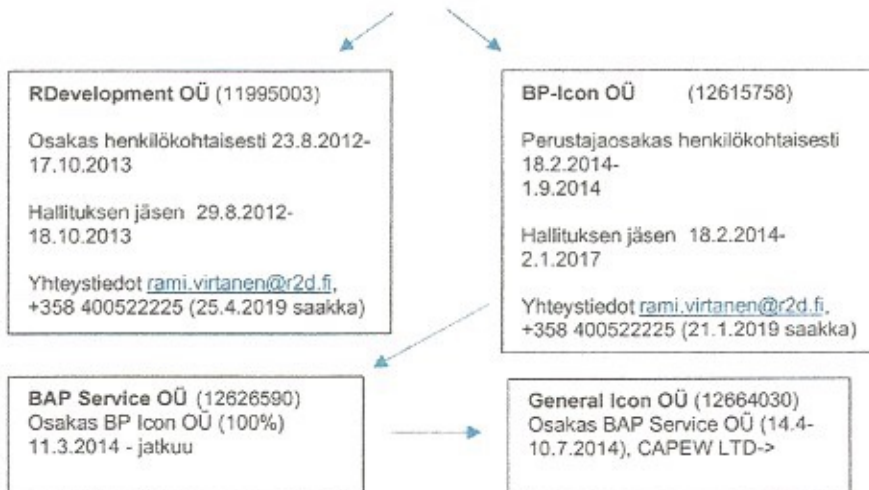 RDevelopment OÜ (11995003)
Osakas henkilökohtaisesti 23.8.2012-
17.10.2013
Hallituksen jäsen 29.8.2012-
18.10.2013
Yhteystiedot rami.virtanen@r2d.fi,
+358 400522225 (25.4.2019 saakka)
BP-Icon OÜ (12615758)
Perustajaosakas henkilökohtaisesti
18.2.2014-
1.9.2014
Hallituksen jäsen 18.2.2014-
2.1.2017
Yhteystiedot rami.virtanen@r2d.fi,
+358 400522225 (21.1.2019 saakka)
BAP Service OÜ (12626590)
Osakas BP Icon OÜ (100%)
11.3.2014 - jatkuu
General Icon OÜ (12664030)
Osakas BAP Service OÜ (14.4-
10.7.2014), CAPEW LTD->